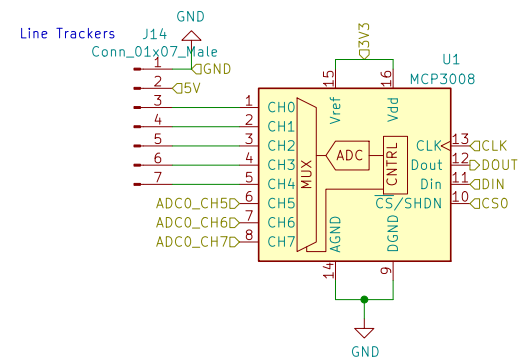 GND
Line Trackers
J14
Conn_01x07_Male
1
GND
2
5V
3
4
5
6
7
3V3
U1
MCP3008
15
16
Vref
Vdd
1
CH0
2
CH1
3
CH2
4
CH3
5
CH4
ADC0_CH5
6
CH5
ADC0_CH6
7
CH6
ADC0_CH7
8
CH7
MUX
ADC
CNTRL
CLK
13
CLK
Dout
12
DOUT
Din
11
DIN
CS/SHDN
10
CS0
AGND
DGND
14
9
GND